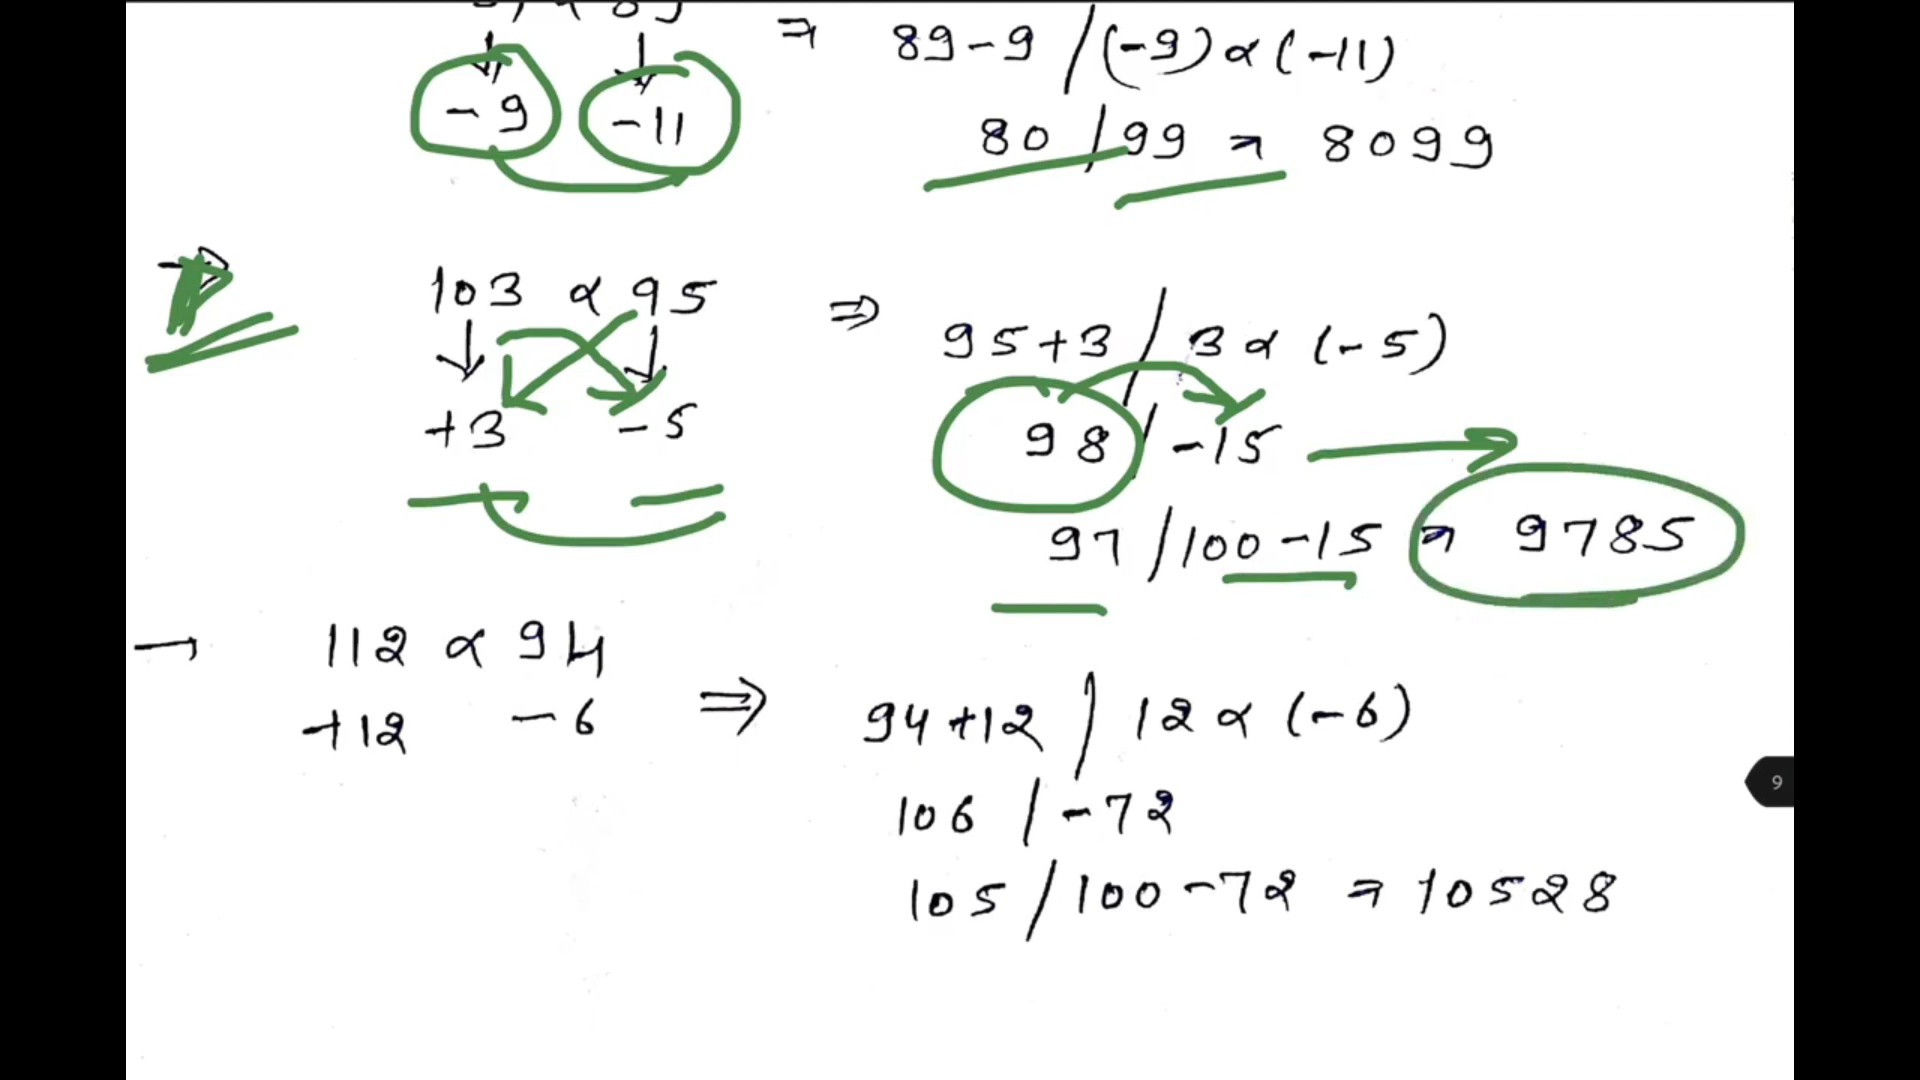 ⇒ 89-9 / (-9) × (-11)
-9 -11
80 / 99 = 8099
103 × 95 ⇒ 95+3 / 3 × (-5)
+3 -5
98 / -15
97 / 100-15 = 9785
→ 112 × 94
+12 -6 ⇒ 94+12 / 12 × (-6)
106 / -72
105 / 100-72 = 10528
9